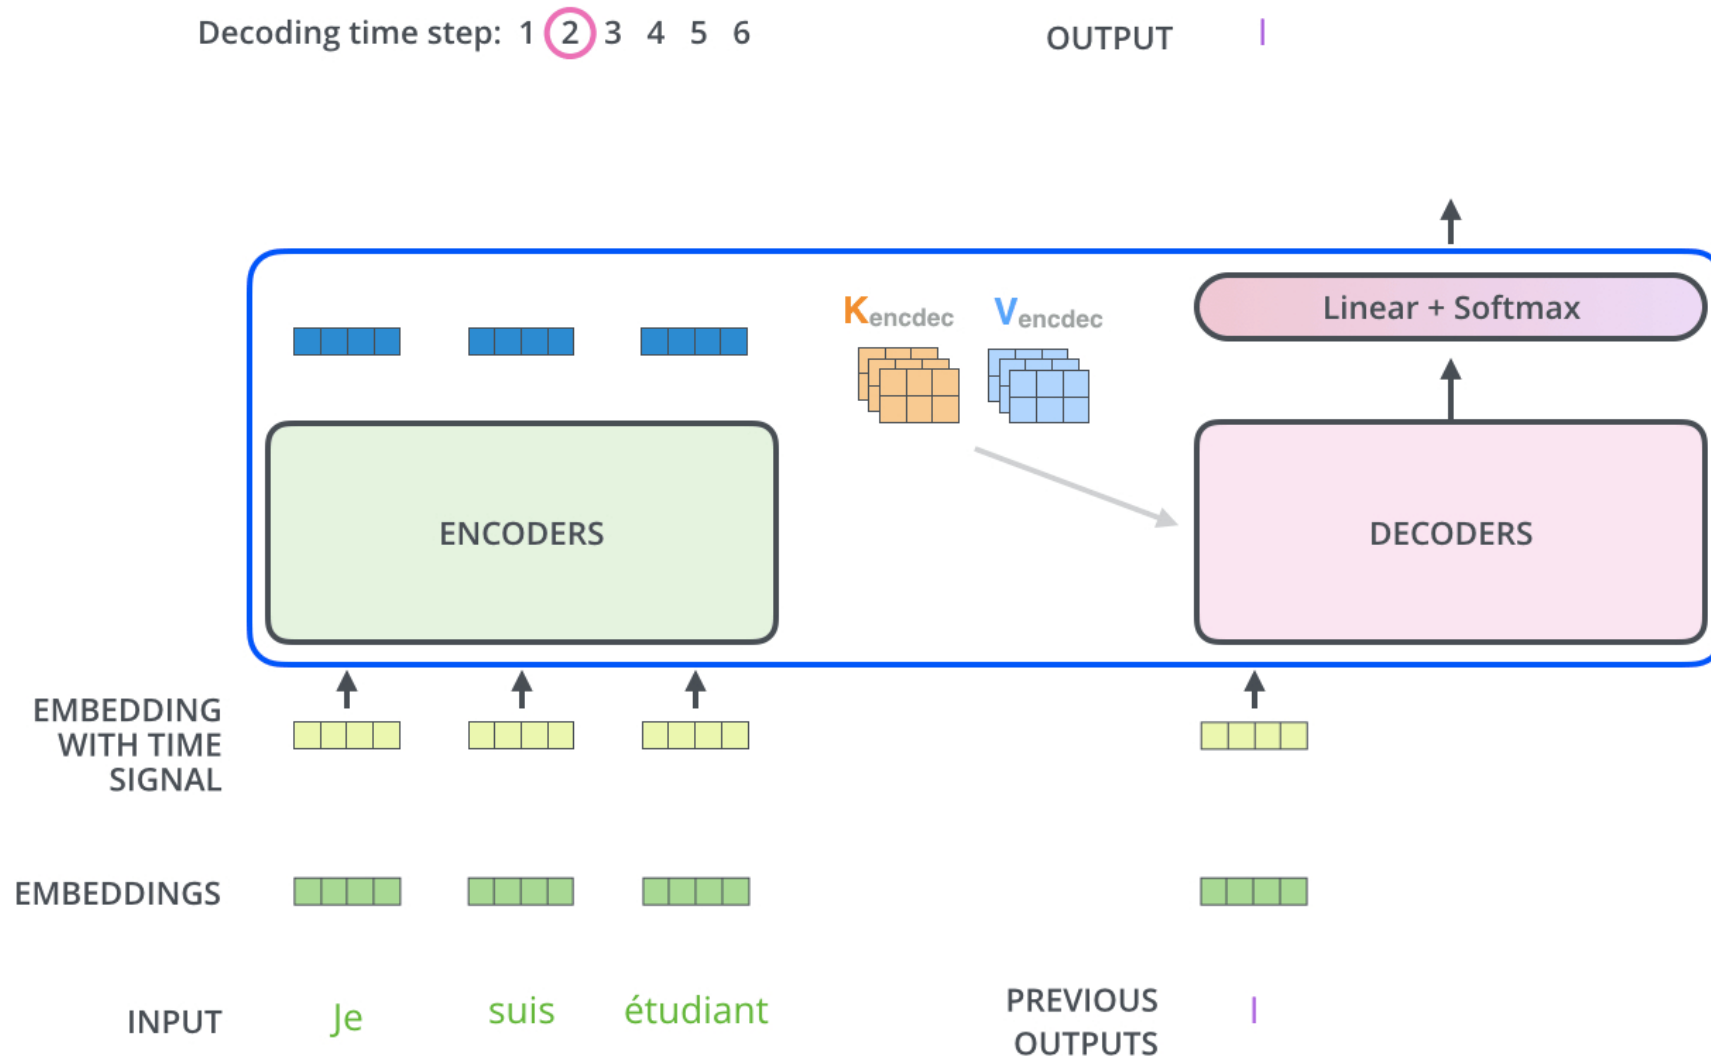 Decoding time step: 1 2 3 4 5 6
OUTPUT I
Kencdec Vencdec
Linear + Softmax
ENCODERS
DECODERS
EMBEDDING
WITH TIME
SIGNAL
EMBEDDINGS
INPUT Je suis étudiant
PREVIOUS
OUTPUTS I